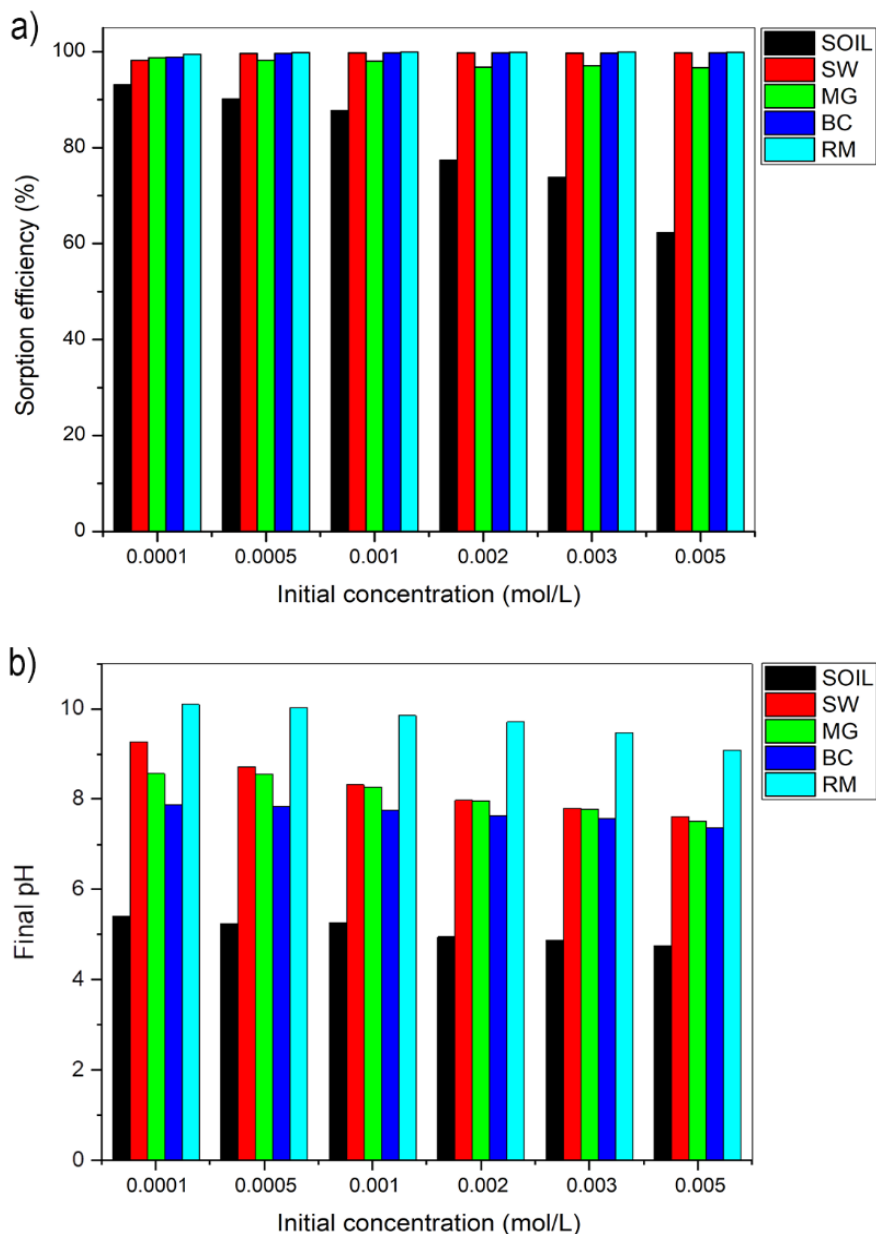 a)
100
80
60
40
20
0
Sorption efficiency (%)
0.0001 0.0005 0.001 0.002 0.003 0.005
Initial concentration (mol/L)
SOIL
SW
MG
BC
RM
b)
10
8
6
4
2
0
Final pH
0.0001 0.0005 0.001 0.002 0.003 0.005
Initial concentration (mol/L)
SOIL
SW
MG
BC
RM